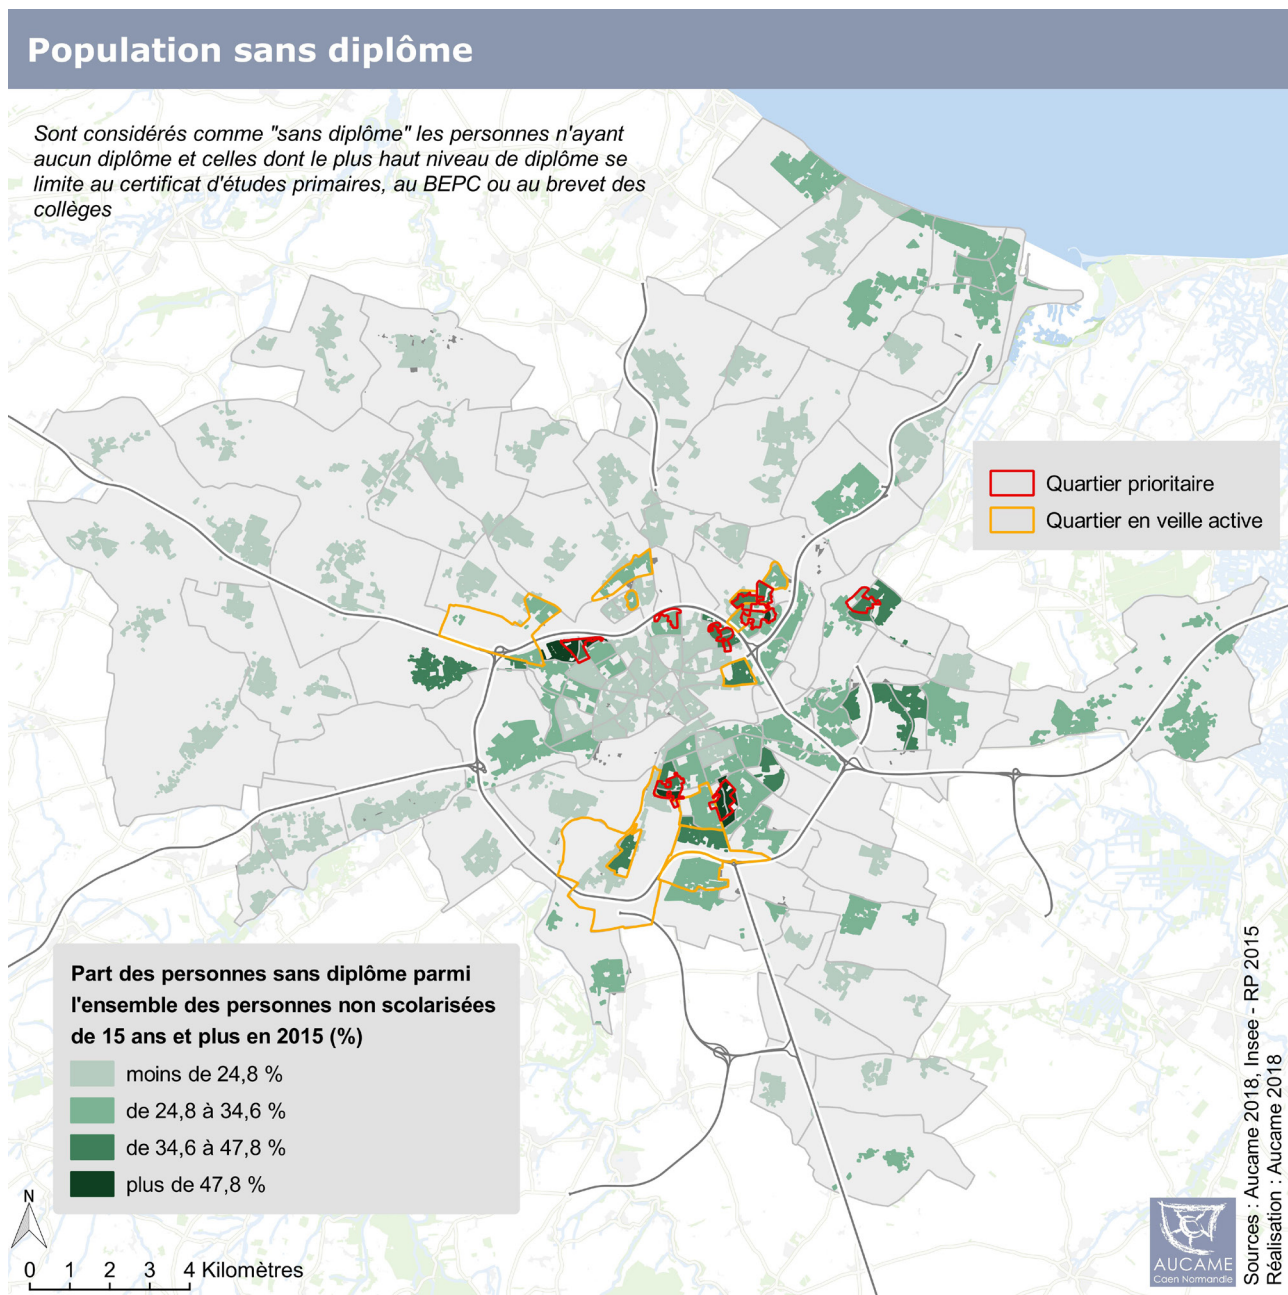 Population sans diplôme
Sont considérés comme "sans diplôme" les personnes n'ayant
aucun diplôme et celles dont le plus haut niveau de diplôme se
limite au certificat d'études primaires, au BEPC ou au brevet des
collèges
Quartier prioritaire
Quartier en veille active
Part des personnes sans diplôme parmi
l'ensemble des personnes non scolarisées
de 15 ans et plus en 2015 (%)
moins de 24,8 %
de 24,8 à 34,6 %
de 34,6 à 47,8 %
plus de 47,8 %
N
0 1 2 3 4 Kilomètres
AUCAME
Caen Normandie
Sources : Aucame 2018, Insee - RP 2015
Réalisation : Aucame 2018